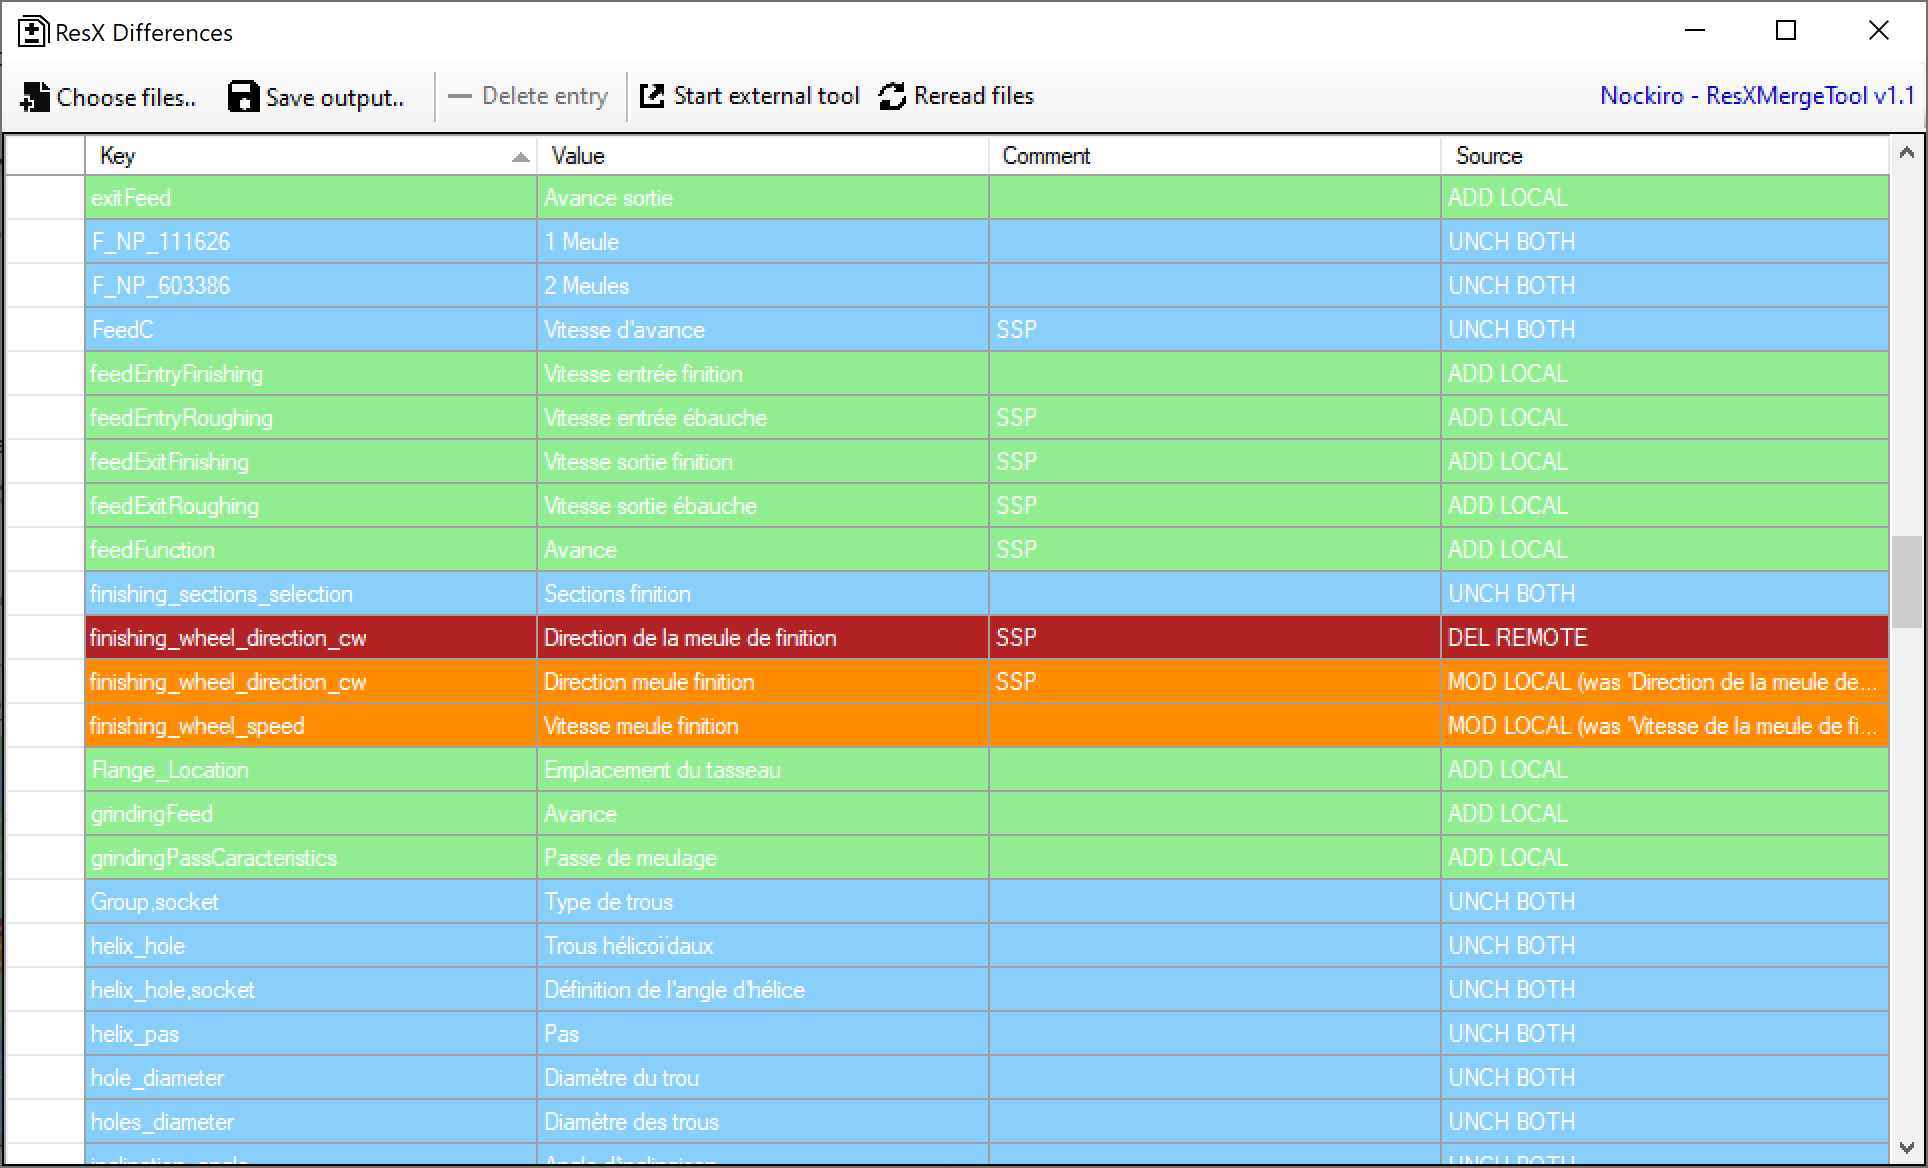 ResX Differences
Choose files.. Save output.. Delete entry Start external tool Reread files Nockiro - ResXMergeTool v1.1
Key Value Comment Source
exitFeed Avance sortie ADD LOCAL
F_NP_111626 1 Meule UNCH BOTH
F_NP_603386 2 Meules UNCH BOTH
FeedC Vitesse d'avance SSP UNCH BOTH
feedEntryFinishing Vitesse entrée finition ADD LOCAL
feedEntryRoughing Vitesse entrée ébauche SSP ADD LOCAL
feedExitFinishing Vitesse sortie finition SSP ADD LOCAL
feedExitRoughing Vitesse sortie ébauche SSP ADD LOCAL
feedFunction Avance SSP ADD LOCAL
finishing_sections_selection Sections finition UNCH BOTH
finishing_wheel_direction_cw Direction de la meule de finition SSP DEL REMOTE
finishing_wheel_direction_cw Direction meule finition SSP MOD LOCAL (was 'Direction de la meule de...
finishing_wheel_speed Vitesse meule finition MOD LOCAL (was 'Vitesse de la meule de fi...
Flange_Location Emplacement du tasseau ADD LOCAL
grindingFeed Avance ADD LOCAL
grindingPassCaracteristics Passe de meulage ADD LOCAL
Group,socket Type de trous UNCH BOTH
helix_hole Trous hélicoïdaux UNCH BOTH
helix_hole,socket Définition de l'angle d'hélice UNCH BOTH
helix_pas Pas UNCH BOTH
hole_diameter Diamètre du trou UNCH BOTH
holes_diameter Diamètre des trous UNCH BOTH